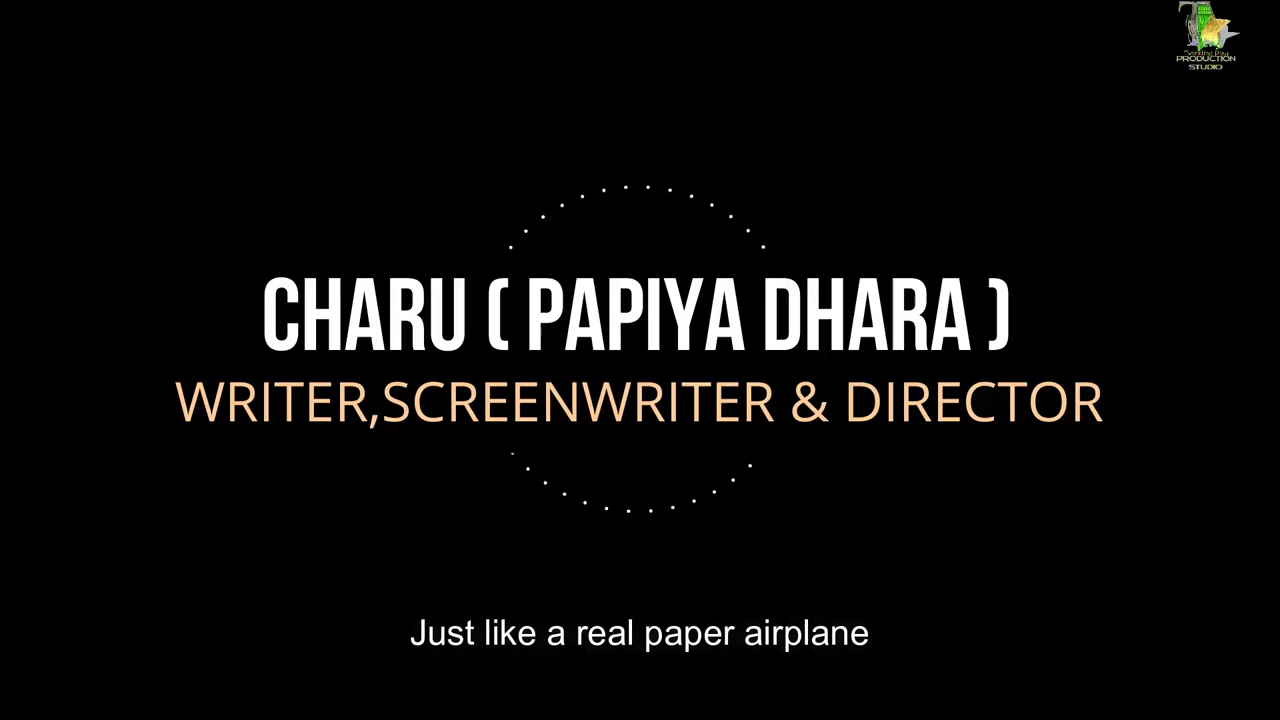 PRODUCTION
STUDIO
CHARU ( PAPIYA DHARA )
WRITER,SCREENWRITER & DIRECTOR
Just like a real paper airplane